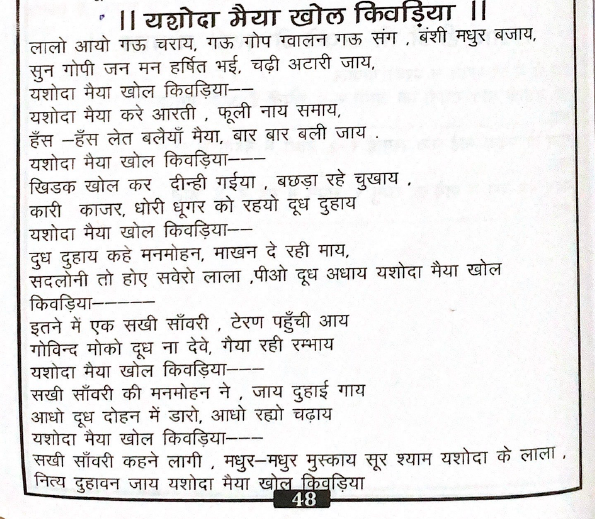 ।। यशोदा मैया खोल किवड़िया ।।
लालो आयो गऊ चराय, गऊ गोप ग्वालन गऊ संग , बंशी मधुर बजाय,
सुन गोपी जन मन हर्षित भई, चढ़ी अटारी जाय,
यशोदा मैया खोल किवड़िया––
यशोदा मैया करे आरती , फूली नाय समाय,
हँस –हँस लेत बलैयाँ मैया, बार बार बली जाय .
यशोदा मैया खोल किवड़िया–––
खिडक खोल कर दीन्ही गईया , बछड़ा रहे चुखाय .
कारी काजर, धोरी धूगर को रहयो दूध दुहाय
यशोदा मैया खोल किवड़िया––
दुध दुहाय कहे मनमोहन, माखन दे रही माय,
सदलोनी तो होए सवेरो लाला ,पीओ दूध अधाय यशोदा मैया खोल
किवड़िया–––––
इतने में एक सखी साँवरी , टेरण पहुँची आय
गोविन्द मोको दूध ना देवे, गैया रही रम्भाय
यशोदा मैया खोल किवड़िया–––
सखी साँवरी की मनमोहन ने , जाय दुहाई गाय
आधो दूध दोहन में डारो, आधो रह्यो चढ़ाय
यशोदा मैया खोल किवड़िया–––
सखी साँवरी कहने लागी , मधुर–मधुर मुस्काय सूर श्याम यशोदा के लाला ,
नित्य दुहावन जाय यशोदा मैया खोल किवड़िया
48